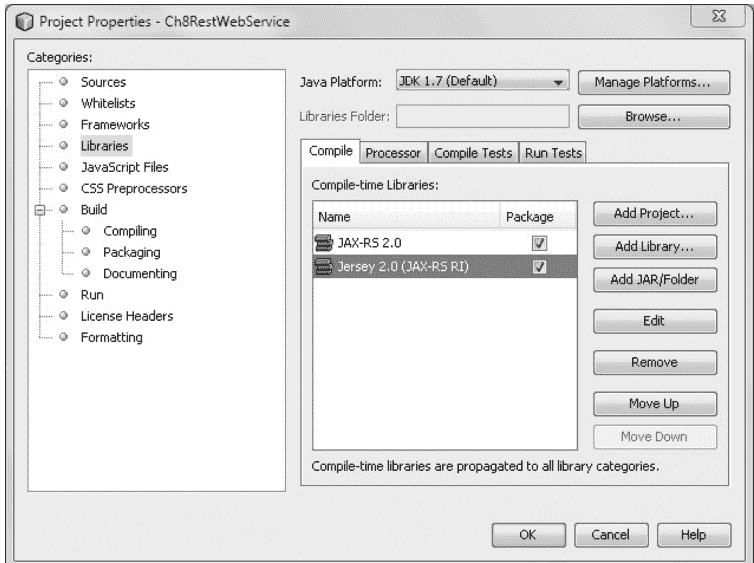 Project Properties - Ch8RestWebService
Categories:
Sources
Whitelists
Frameworks
Libraries
JavaScript Files
CSS Preprocessors
Build
Compiling
Packaging
Documenting
Run
License Headers
Formatting
Java Platform: JDK 1.7 (Default) Manage Platforms...
Libraries Folder: Browse...
Compile Processor Compile Tests Run Tests
Compile-time Libraries:
Name Package
JAX-RS 2.0
Jersey 2.0 (JAX-RS RI)
Add Project...
Add Library...
Add JAR/Folder
Edit
Remove
Move Up
Move Down
Compile-time libraries are propagated to all library categories.
OK Cancel Help